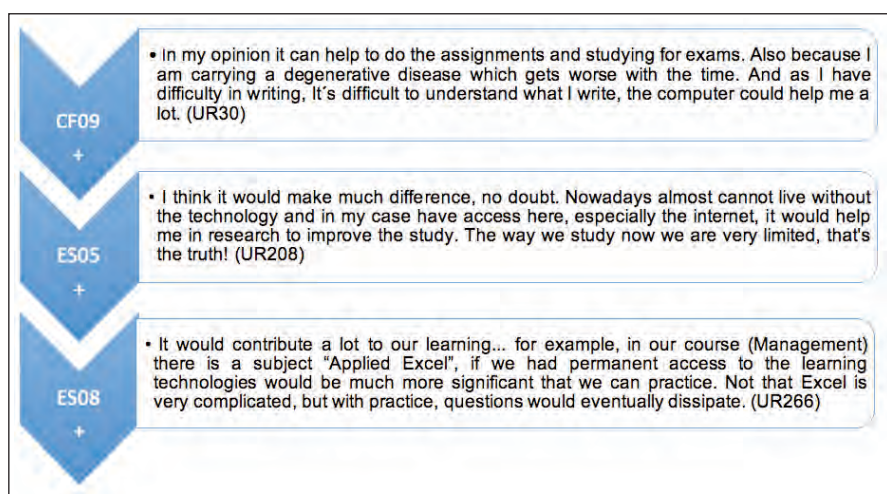 • In my opinion it can help to do the assignments and studying for exams. Also because I
am carrying a degenerative disease which gets worse with the time. And as I have
difficulty in writing, It´s difficult to understand what I write, the computer could help me a
lot. (UR30)
CF09
+
• I think it would make much difference, no doubt. Nowadays almost cannot live without
the technology and in my case have access here, especially the internet, it would help
me in research to improve the study. The way we study now we are very limited, that's
the truth! (UR208)
ES05
+
• It would contribute a lot to our learning... for example, in our course (Management)
there is a subject “Applied Excel”, if we had permanent access to the learning
technologies would be much more significant that we can practice. Not that Excel is
very complicated, but with practice, questions would eventually dissipate. (UR266)
ES08
+